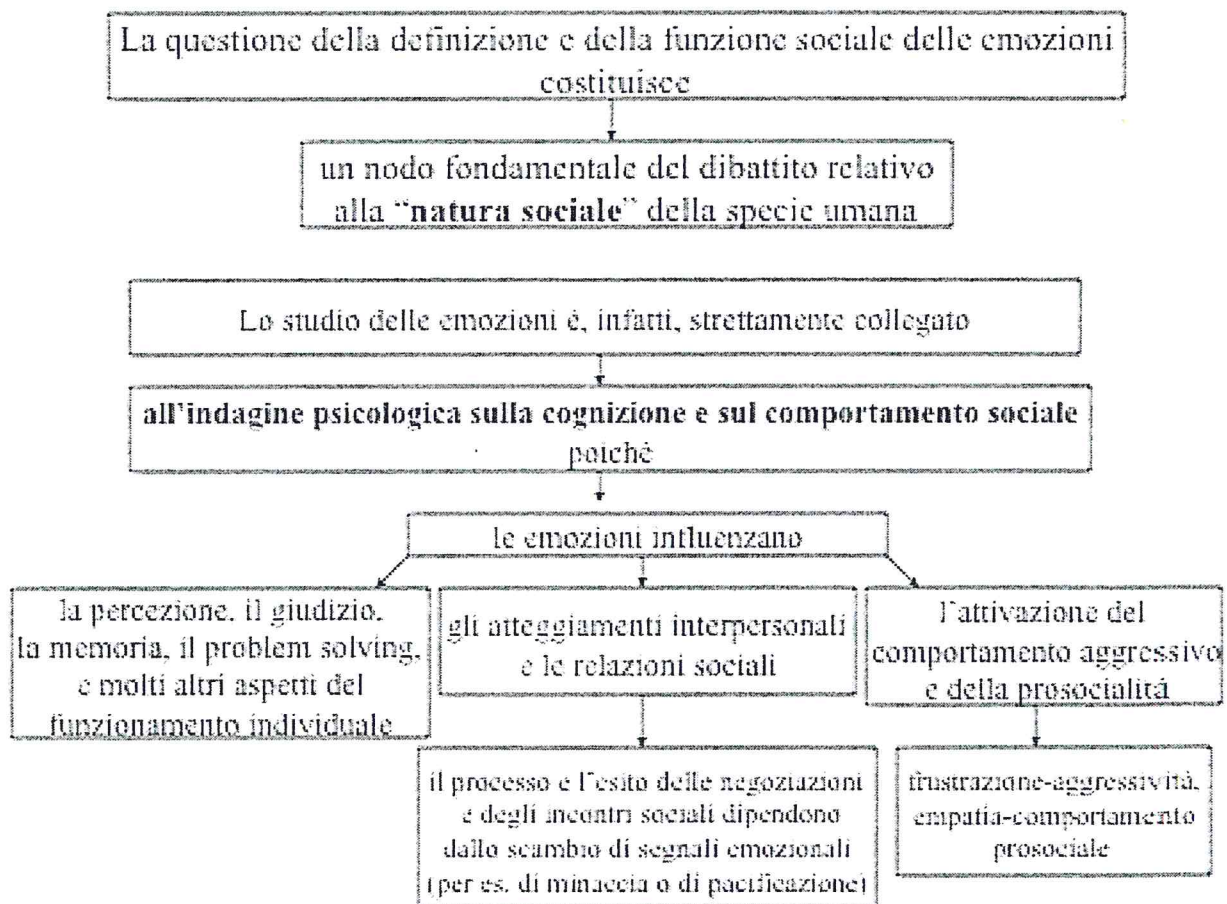 La questione della definizione e della funzione sociale delle emozioni
costituisce
un nodo fondamentale del dibattito relativo
alla “natura sociale” della specie umana
Lo studio delle emozioni è, infatti, strettamente collegato
all'indagine psicologica sulla cognizione e sul comportamento sociale
poiché
le emozioni influenzano
la percezione, il giudizio,
la memoria, il problem solving,
e molti altri aspetti del
funzionamento individuale
gli atteggiamenti interpersonali
e le relazioni sociali
l'attivazione del
comportamento aggressivo
e della prosocialità
il processo e l'esito delle negoziazioni
e degli incontri sociali dipendono
dallo scambio di segnali emozionali
(per es. di minaccia o di pacificazione)
frustrazione-aggressività,
empatia-comportamento
prosociale